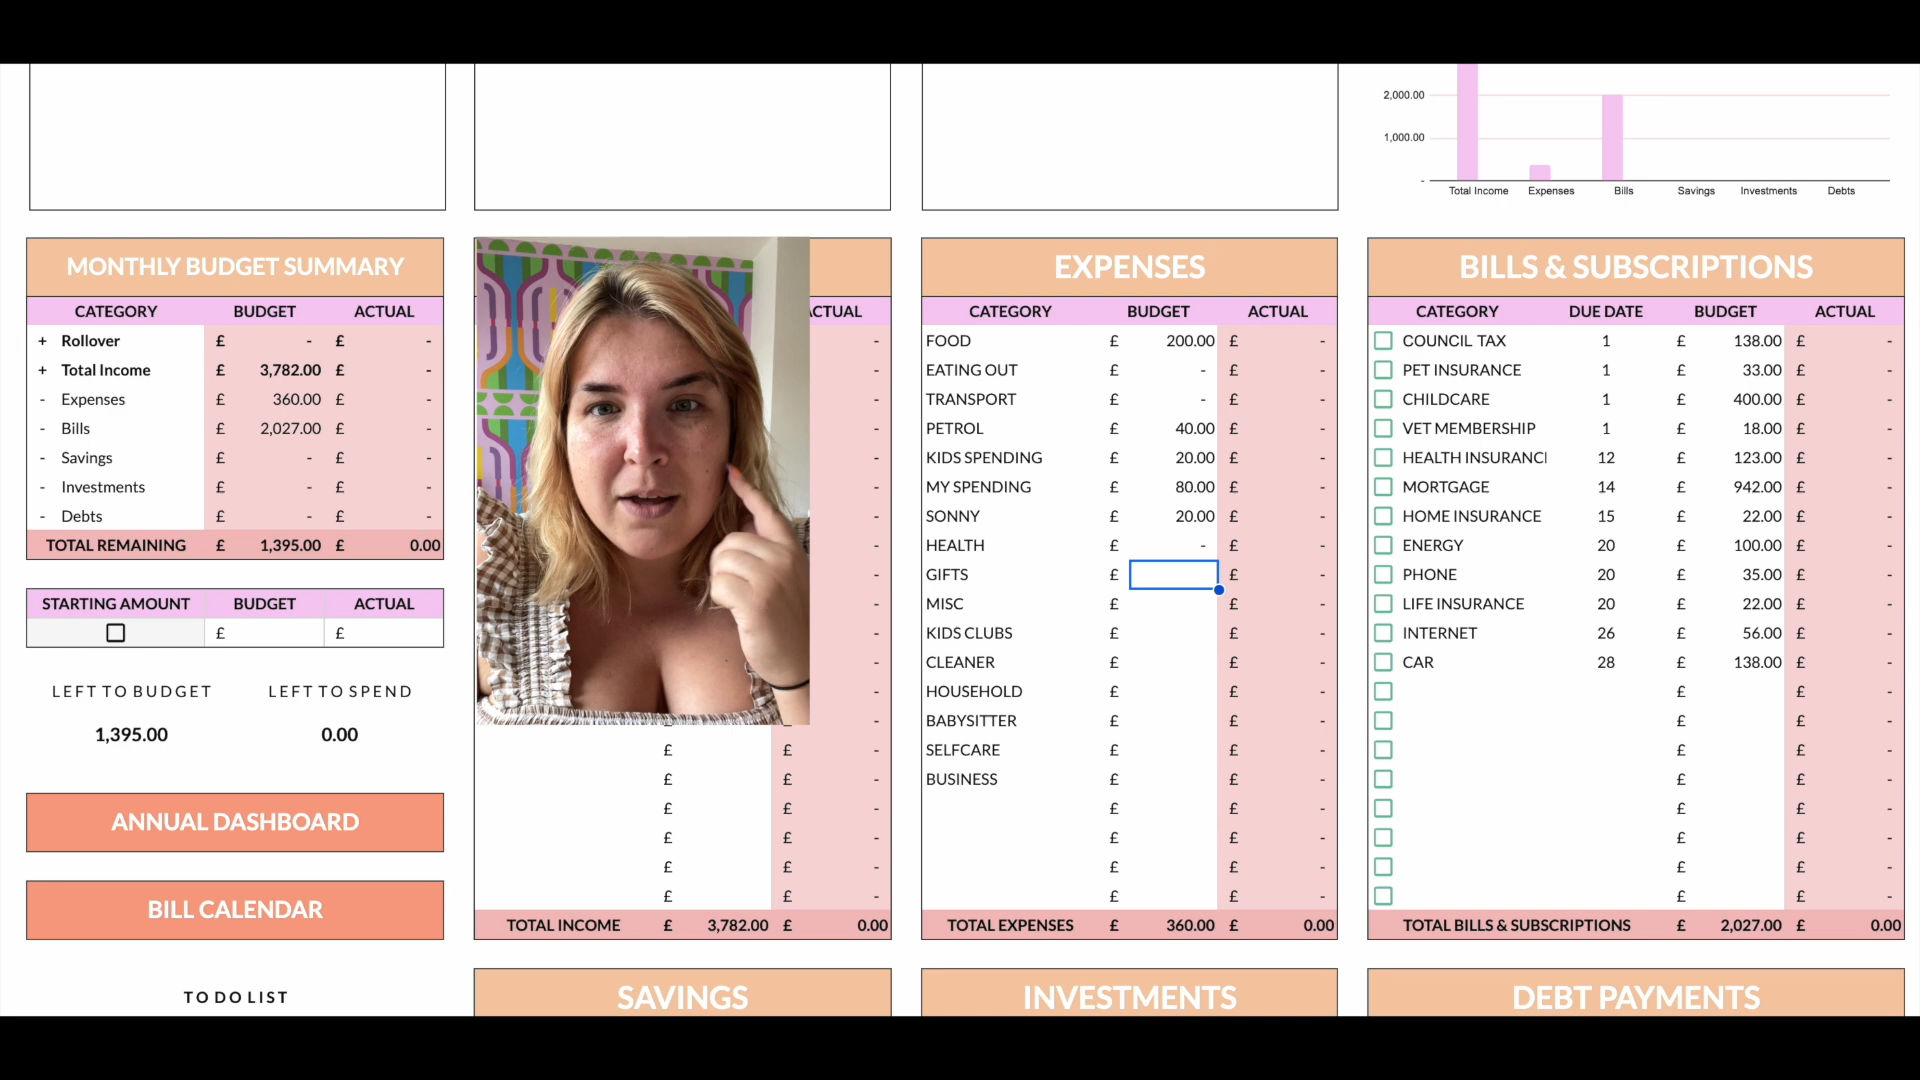 2,000.00
1,000.00
-
Total Income Expenses Bills Savings Investments Debts
MONTHLY BUDGET SUMMARY
CATEGORY BUDGET ACTUAL
+ Rollover £ - £ -
+ Total Income £ 3,782.00 £ -
- Expenses £ 360.00 £ -
- Bills £ 2,027.00 £ -
- Savings £ - £ -
- Investments £ - £ -
- Debts £ - £ -
TOTAL REMAINING £ 1,395.00 £ 0.00
STARTING AMOUNT BUDGET ACTUAL
£ £
LEFT TO BUDGET LEFT TO SPEND
1,395.00 0.00
ANNUAL DASHBOARD
BILL CALENDAR
TO DO LIST
-
-
-
-
-
-
-
-
-
-
-
-
-
-
£ £ -
£ £ -
£ £ -
£ £ -
£ £ -
£ £ -
TOTAL INCOME £ 3,782.00 £ 0.00
SAVINGS
EXPENSES
CATEGORY BUDGET ACTUAL
FOOD £ 200.00 £ -
EATING OUT £ - £ -
TRANSPORT £ - £ -
PETROL £ 40.00 £ -
KIDS SPENDING £ 20.00 £ -
MY SPENDING £ 80.00 £ -
SONNY £ 20.00 £ -
HEALTH £ - £ -
GIFTS £ £ -
MISC £ £ -
KIDS CLUBS £ £ -
CLEANER £ £ -
HOUSEHOLD £ £ -
BABYSITTER £ £ -
SELFCARE £ £ -
BUSINESS £ £ -
£ £ -
£ £ -
£ £ -
£ £ -
TOTAL EXPENSES £ 360.00 £ 0.00
INVESTMENTS
BILLS & SUBSCRIPTIONS
CATEGORY DUE DATE BUDGET ACTUAL
COUNCIL TAX 1 £ 138.00 £ -
PET INSURANCE 1 £ 33.00 £ -
CHILDCARE 1 £ 400.00 £ -
VET MEMBERSHIP 1 £ 18.00 £ -
HEALTH INSURANC 12 £ 123.00 £ -
MORTGAGE 14 £ 942.00 £ -
HOME INSURANCE 15 £ 22.00 £ -
ENERGY 20 £ 100.00 £ -
PHONE 20 £ 35.00 £ -
LIFE INSURANCE 20 £ 22.00 £ -
INTERNET 26 £ 56.00 £ -
CAR 28 £ 138.00 £ -
£ £ -
£ £ -
£ £ -
£ £ -
£ £ -
£ £ -
£ £ -
£ £ -
TOTAL BILLS & SUBSCRIPTIONS £ 2,027.00 £ 0.00
DEBT PAYMENTS